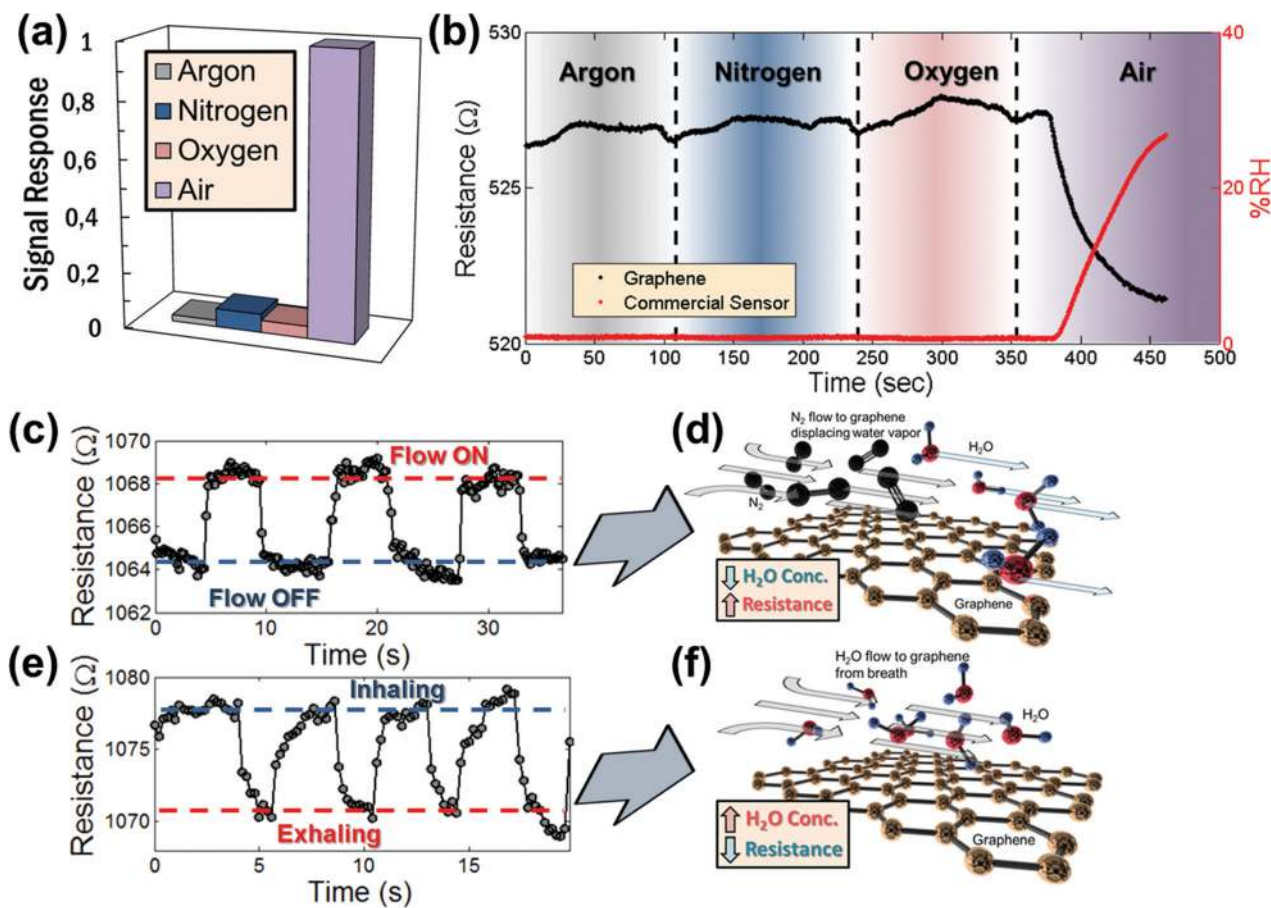 (a)
Signal Response
1
0,8
0,6
0,4
0,2
0
Argon
Nitrogen
Oxygen
Air
(b)
Resistance (Ω)
530
525
520
Argon
Nitrogen
Oxygen
Air
Graphene
Commercial Sensor
40
20
0
%RH
0 50 100 150 200 250 300 350 400 450 500
Time (sec)
(c)
Resistance (Ω)
1070
1068
1066
1064
1062
Flow ON
Flow OFF
0 10 20 30
Time (s)
(d)
N2 flow to graphene
displacing water vapor
H2O
N2
↓ H2O Conc.
↑ Resistance
Graphene
(e)
Resistance (Ω)
1080
1075
1070
Inhaling
Exhaling
5 10 15
Time (s)
(f)
H2O flow to graphene
from breath
H2O
↑ H2O Conc.
↓ Resistance
Graphene